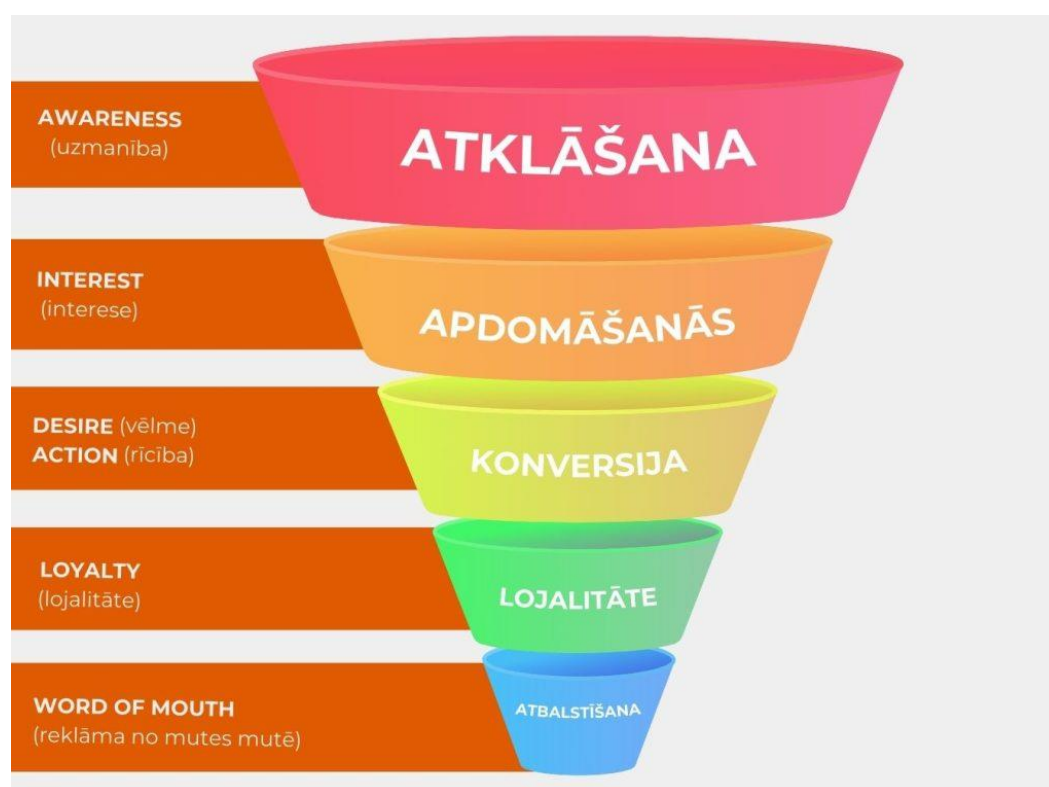 AWARENESS
(uzmanība)
ATKLĀŠANA
INTEREST
(interese)
APDOMĀŠANĀS
DESIRE (vēlme)
ACTION (rīcība)
KONVERSIJA
LOYALTY
(lojalitāte)
LOJALITĀTE
WORD OF MOUTH
(reklāma no mutes mutē)
ATBALSTĪŠANA